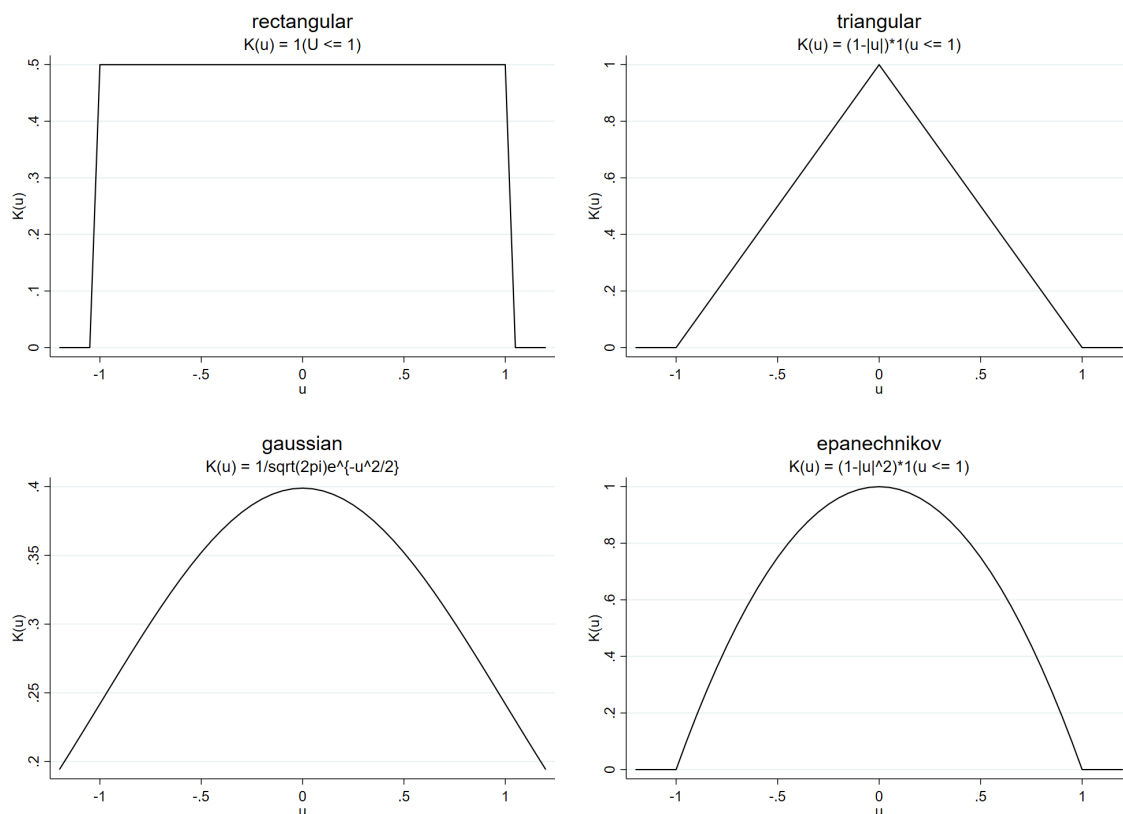 rectangular
K(u) = 1(U <= 1)
.5
.4
.3
.2
.1
0
K(u)
-1
-.5
0
.5
1
u
triangular
K(u) = (1-|u|)*1(u <= 1)
1
.8
.6
.4
.2
0
K(u)
-1
-.5
0
.5
1
u
gaussian
K(u) = 1/sqrt(2pi)e^{-u^2/2}
.4
.35
.3
.25
.2
K(u)
-1
-.5
0
.5
1
u
epanechnikov
K(u) = (1-|u|^2)*1(u <= 1)
1
.8
.6
.4
.2
0
K(u)
-1
-.5
0
.5
1
u